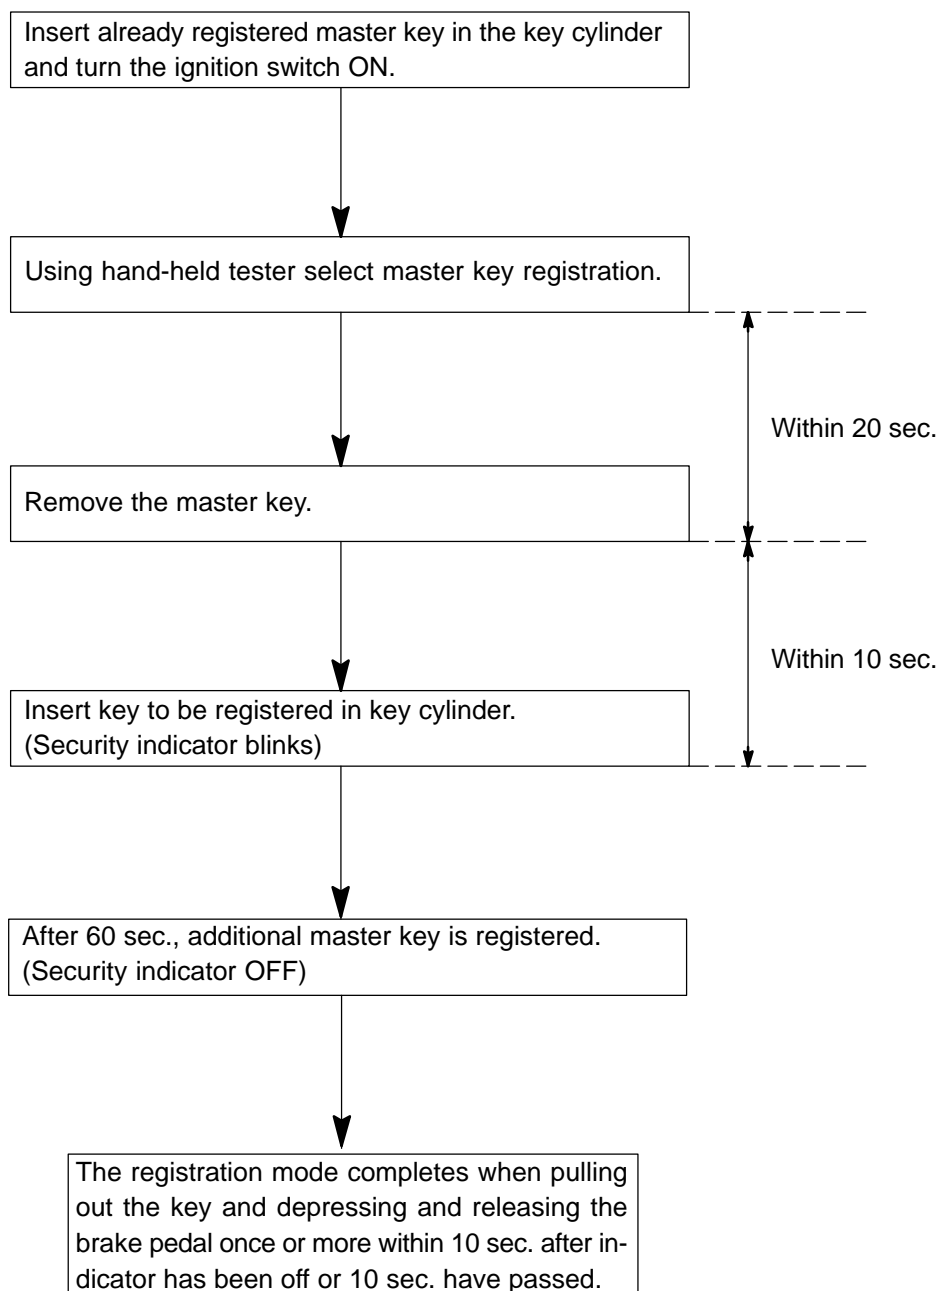 Insert already registered master key in the key cylinder
and turn the ignition switch ON.
Using hand-held tester select master key registration.
Within 20 sec.
Remove the master key.
Within 10 sec.
Insert key to be registered in key cylinder.
(Security indicator blinks)
After 60 sec., additional master key is registered.
(Security indicator OFF)
The registration mode completes when pulling
out the key and depressing and releasing the
brake pedal once or more within 10 sec. after in-
dicator has been off or 10 sec. have passed.